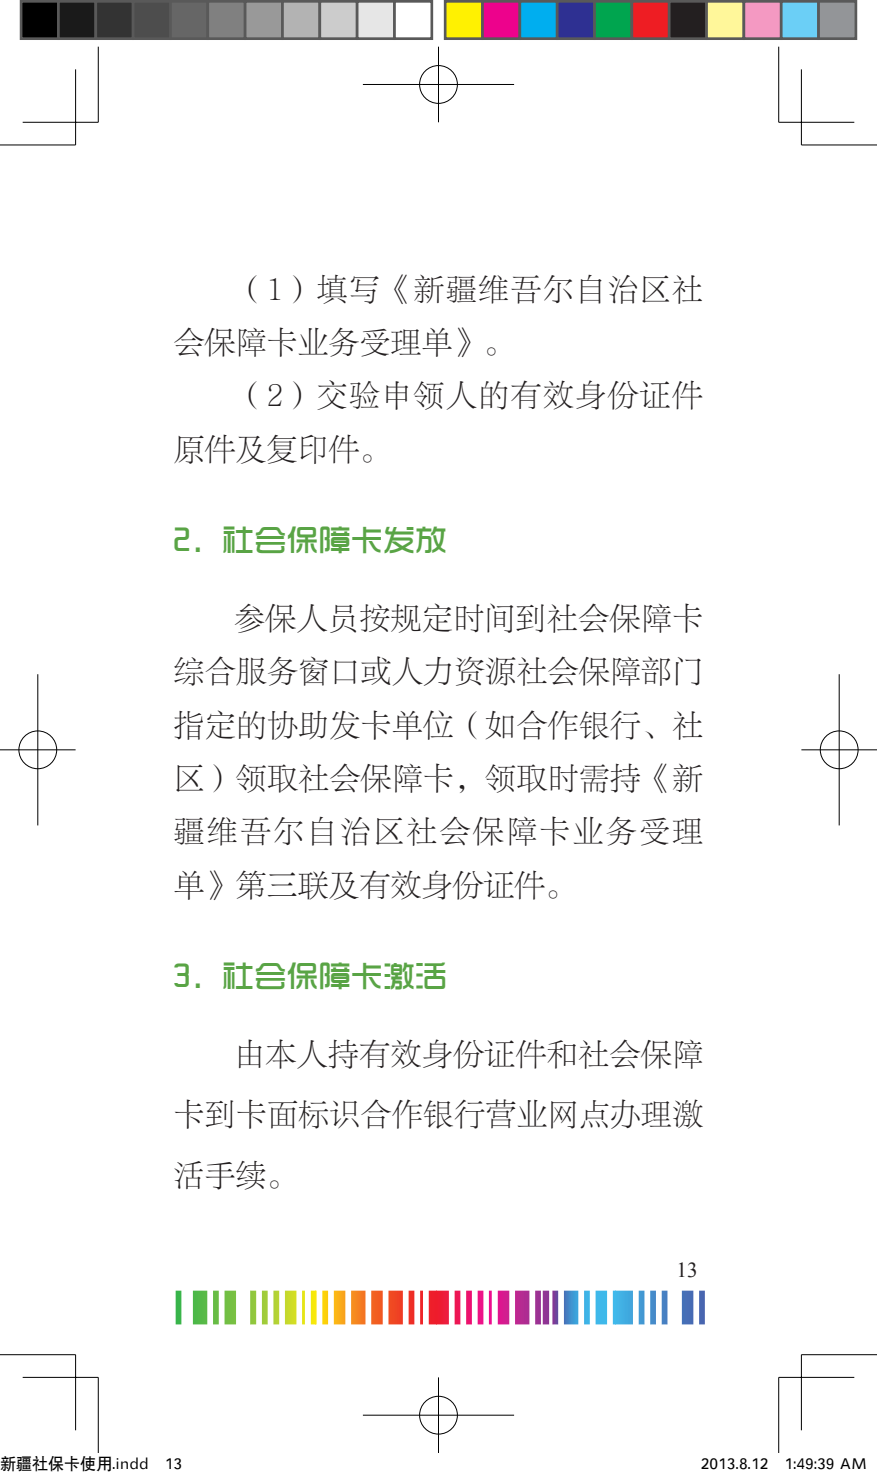 （1）填写《新疆维吾尔自治区社
会保障卡业务受理单》。
（2）交验申领人的有效身份证件
原件及复印件。
2. 社会保障卡发放
参保人员按规定时间到社会保障卡
综合服务窗口或人力资源社会保障部门
指定的协助发卡单位（如合作银行、社
区）领取社会保障卡，领取时需持《新
疆维吾尔自治区社会保障卡业务受理
单》第三联及有效身份证件。
3. 社会保障卡激活
由本人持有效身份证件和社会保障
卡到卡面标识合作银行营业网点办理激
活手续。
13
新疆社保卡使用.indd 13 2013.8.12 1:49:39 AM